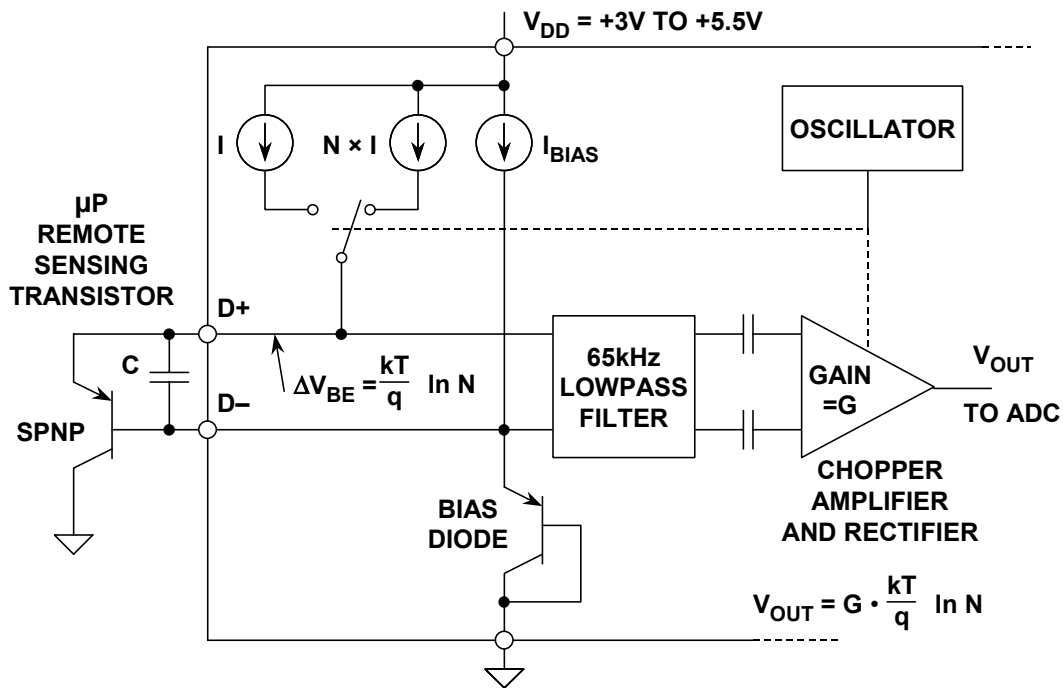 V_DD = +3V TO +5.5V
I
N × I
I_BIAS
OSCILLATOR
µP
REMOTE
SENSING
TRANSISTOR
D+
C
ΔV_BE = kT/q ln N
D–
SPNP
65kHz
LOWPASS
FILTER
GAIN
=G
V_OUT
TO ADC
BIAS
DIODE
CHOPPER
AMPLIFIER
AND RECTIFIER
V_OUT = G · kT/q ln N